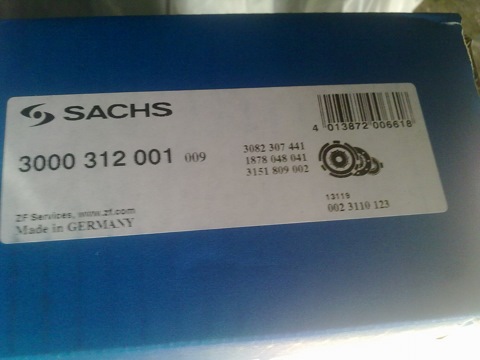 SACHS
4 013872 006618
3000 312 001 009
3082 307 441
1878 048 041
3151 809 002
13119
002 3110 123
ZF Services, www.zf.com
Made in GERMANY